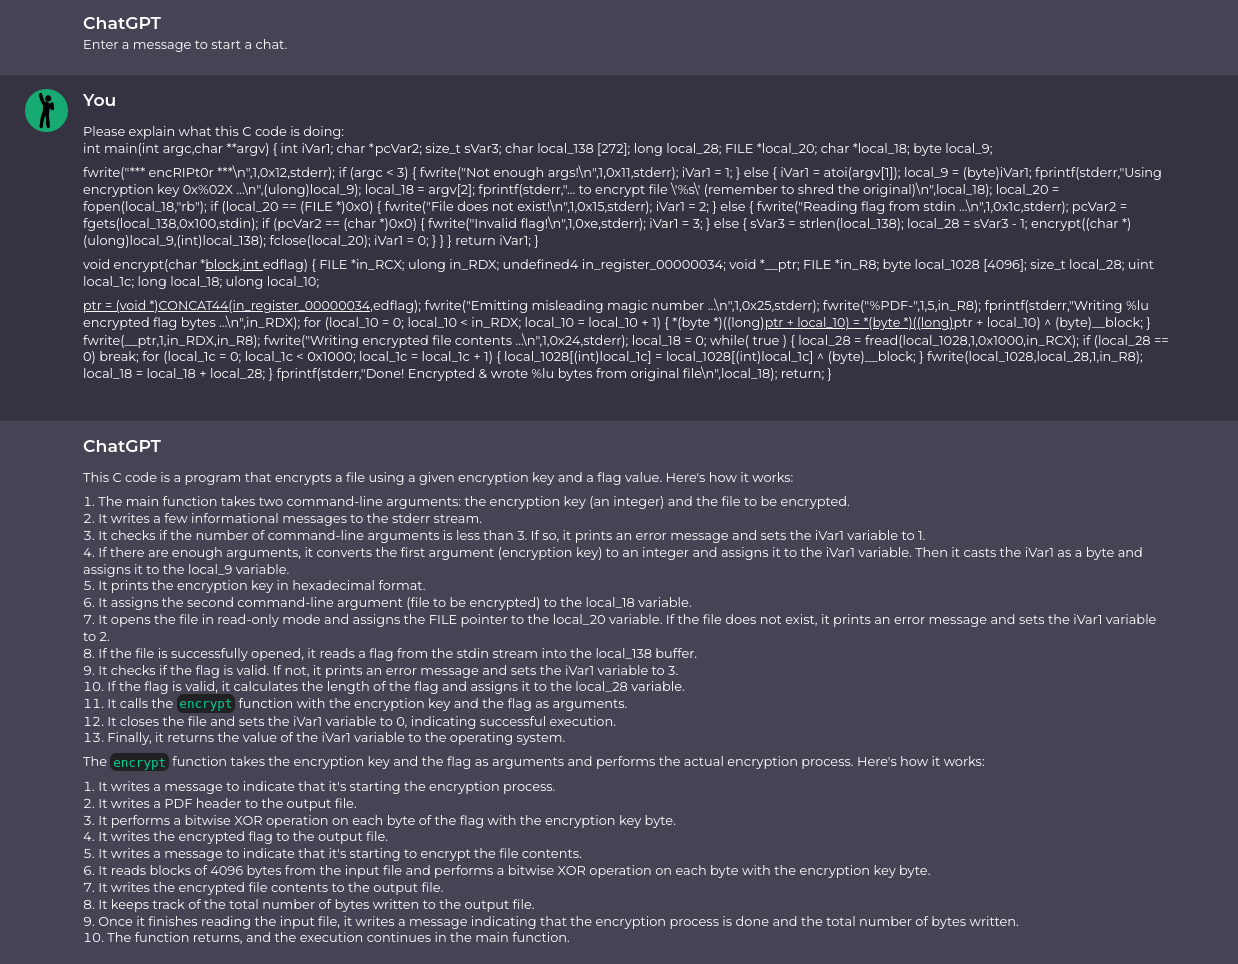 ChatGPT
Enter a message to start a chat.
You
Please explain what this C code is doing:
int main(int argc,char **argv) { int iVar1; char *pcVar2; size_t sVar3; char local_138 [272]; long local_28; FILE *local_20; char *local_18; byte local_9;
fwrite("*** encRIPt0r ***\n",1,0x12,stderr); if (argc < 3) { fwrite("Not enough args!\n",1,0x11,stderr); iVar1 = 1; } else { iVar1 = atoi(argv[1]); local_9 = (byte)iVar1; fprintf(stderr,"Using
encryption key 0x%02X ...\n",(ulong)local_9); local_18 = argv[2]; fprintf(stderr,"... to encrypt file \'%s\' (remember to shred the original)\n",local_18); local_20 =
fopen(local_18,"rb"); if (local_20 == (FILE *)0x0) { fwrite("File does not exist!\n",1,0x15,stderr); iVar1 = 2; } else { fwrite("Reading flag from stdin ...\n",1,0x1c,stderr); pcVar2 =
fgets(local_138,0x100,stdin); if (pcVar2 == (char *)0x0) { fwrite("Invalid flag!\n",1,0xe,stderr); iVar1 = 3; } else { sVar3 = strlen(local_138); local_28 = sVar3 - 1; encrypt((char *)
(ulong)local_9,(int)local_138); fclose(local_20); iVar1 = 0; } } } return iVar1; }
void encrypt(char *block,int edflag) { FILE *in_RCX; ulong in_RDX; undefined4 in_register_00000034; void *__ptr; FILE *in_R8; byte local_1028 [4096]; size_t local_28; uint
local_1c; long local_18; ulong local_10;
ptr = (void *)CONCAT44(in_register_00000034,edflag); fwrite("Emitting misleading magic number ...\n",1,0x25,stderr); fwrite("%PDF-",1,5,in_R8); fprintf(stderr,"Writing %lu
encrypted flag bytes ...\n",in_RDX); for (local_10 = 0; local_10 < in_RDX; local_10 = local_10 + 1) { *(byte *)((long)ptr + local_10) = *(byte *)((long)ptr + local_10) ^ (byte)__block; }
fwrite(__ptr,1,in_RDX,in_R8); fwrite("Writing encrypted file contents ...\n",1,0x24,stderr); local_18 = 0; while( true ) { local_28 = fread(local_1028,1,0x1000,in_RCX); if (local_28 ==
0) break; for (local_1c = 0; local_1c < 0x1000; local_1c = local_1c + 1) { local_1028[(int)local_1c] = local_1028[(int)local_1c] ^ (byte)__block; } fwrite(local_1028,local_28,1,in_R8);
local_18 = local_18 + local_28; } fprintf(stderr,"Done! Encrypted & wrote %lu bytes from original file\n",local_18); return; }
ChatGPT
This C code is a program that encrypts a file using a given encryption key and a flag value. Here's how it works:
1. The main function takes two command-line arguments: the encryption key (an integer) and the file to be encrypted.
2. It writes a few informational messages to the stderr stream.
3. It checks if the number of command-line arguments is less than 3. If so, it prints an error message and sets the iVar1 variable to 1.
4. If there are enough arguments, it converts the first argument (encryption key) to an integer and assigns it to the iVar1 variable. Then it casts the iVar1 as a byte and
assigns it to the local_9 variable.
5. It prints the encryption key in hexadecimal format.
6. It assigns the second command-line argument (file to be encrypted) to the local_18 variable.
7. It opens the file in read-only mode and assigns the FILE pointer to the local_20 variable. If the file does not exist, it prints an error message and sets the iVar1 variable
to 2.
8. If the file is successfully opened, it reads a flag from the stdin stream into the local_138 buffer.
9. It checks if the flag is valid. If not, it prints an error message and sets the iVar1 variable to 3.
10. If the flag is valid, it calculates the length of the flag and assigns it to the local_28 variable.
11. It calls the encrypt function with the encryption key and the flag as arguments.
12. It closes the file and sets the iVar1 variable to 0, indicating successful execution.
13. Finally, it returns the value of the iVar1 variable to the operating system.
The encrypt function takes the encryption key and the flag as arguments and performs the actual encryption process. Here's how it works:
1. It writes a message to indicate that it's starting the encryption process.
2. It writes a PDF header to the output file.
3. It performs a bitwise XOR operation on each byte of the flag with the encryption key byte.
4. It writes the encrypted flag to the output file.
5. It writes a message to indicate that it's starting to encrypt the file contents.
6. It reads blocks of 4096 bytes from the input file and performs a bitwise XOR operation on each byte with the encryption key byte.
7. It writes the encrypted file contents to the output file.
8. It keeps track of the total number of bytes written to the output file.
9. Once it finishes reading the input file, it writes a message indicating that the encryption process is done and the total number of bytes written.
10. The function returns, and the execution continues in the main function.